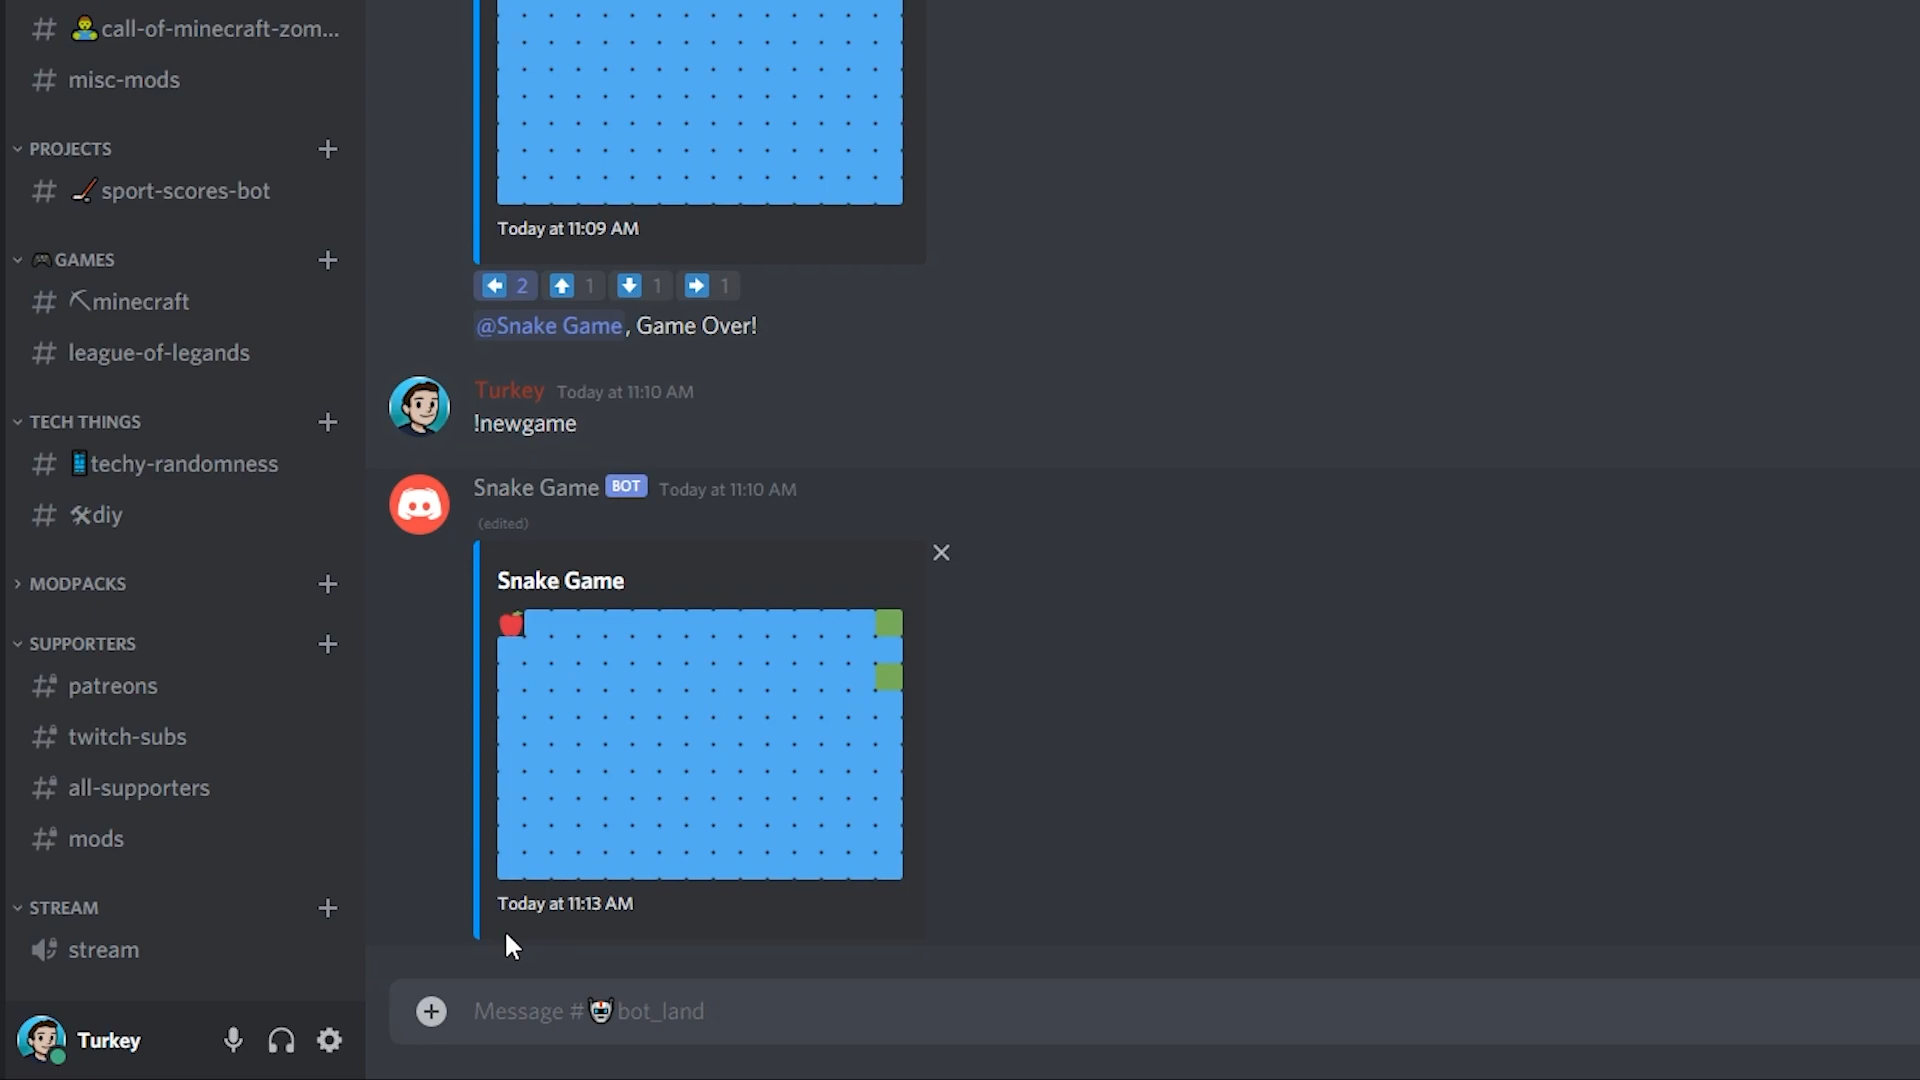 call-of-minecraft-zom...
misc-mods
PROJECTS
sport-scores-bot
GAMES
minecraft
league-of-legands
TECH THINGS
techy-randomness
diy
MODPACKS
SUPPORTERS
patreons
twitch-subs
all-supporters
mods
STREAM
stream
Turkey
Today at 11:09 AM
2 1 1 1
@Snake Game, Game Over!
Turkey Today at 11:10 AM
!newgame
Snake Game BOT Today at 11:10 AM
(edited)
Snake Game
Today at 11:13 AM
Message #bot_land